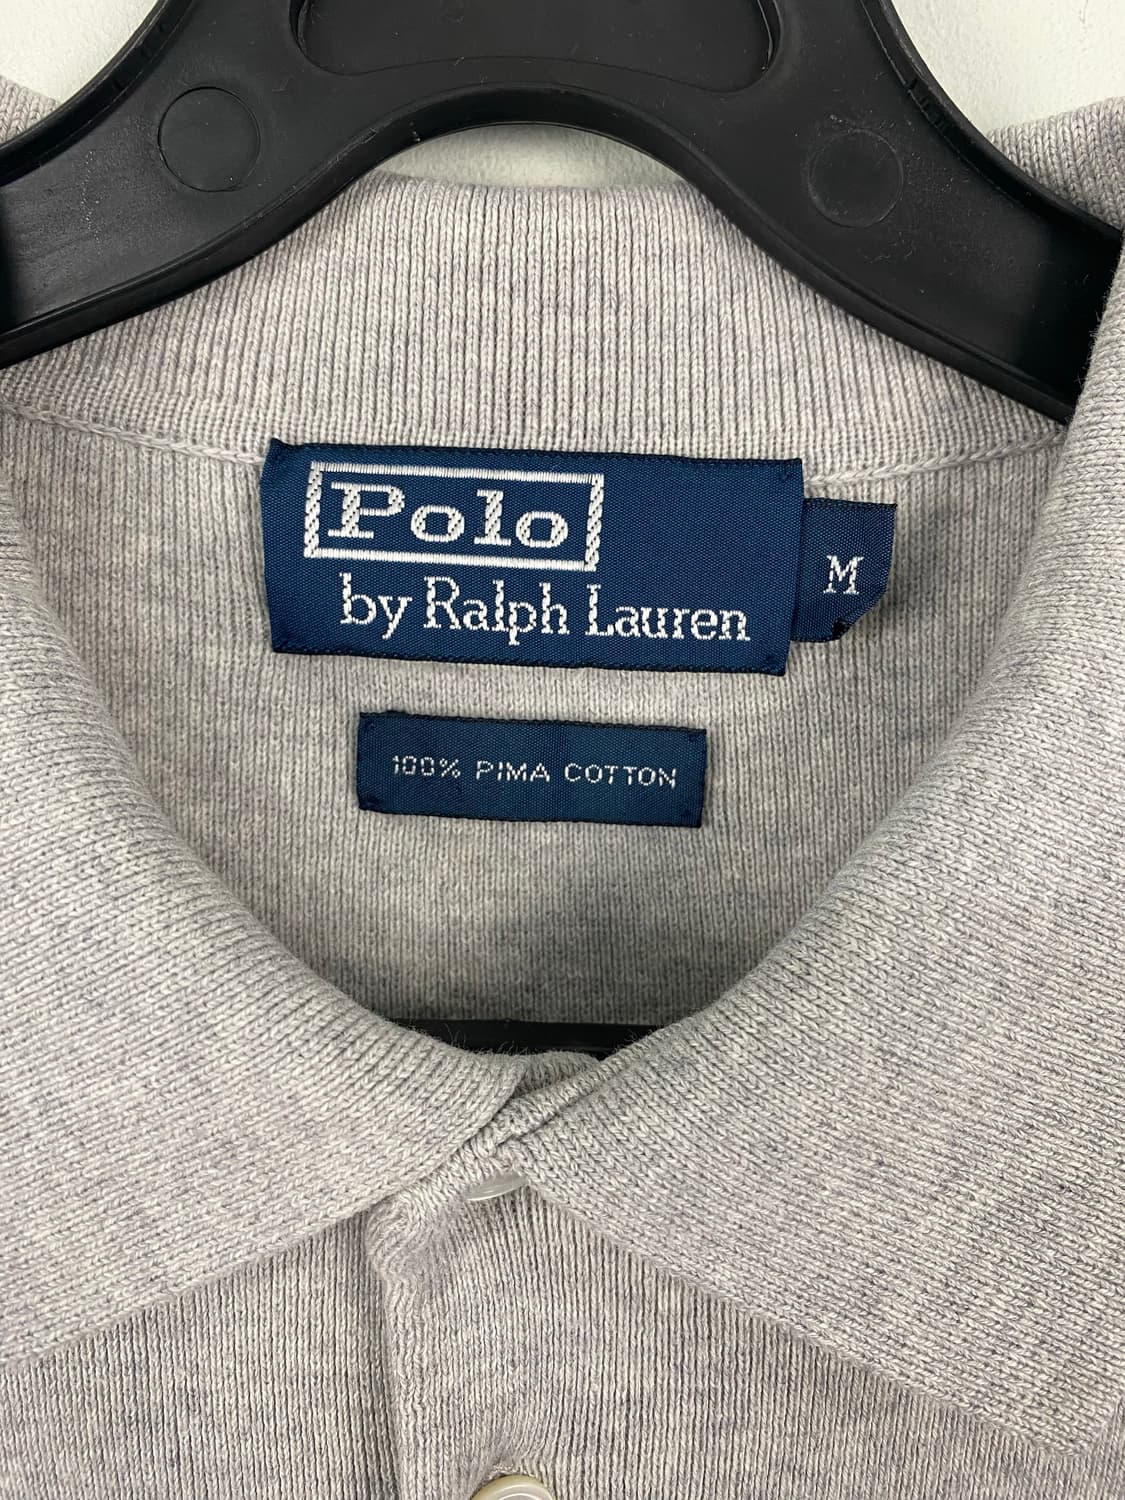 Polo
by Ralph Lauren
M
100% PIMA COTTON